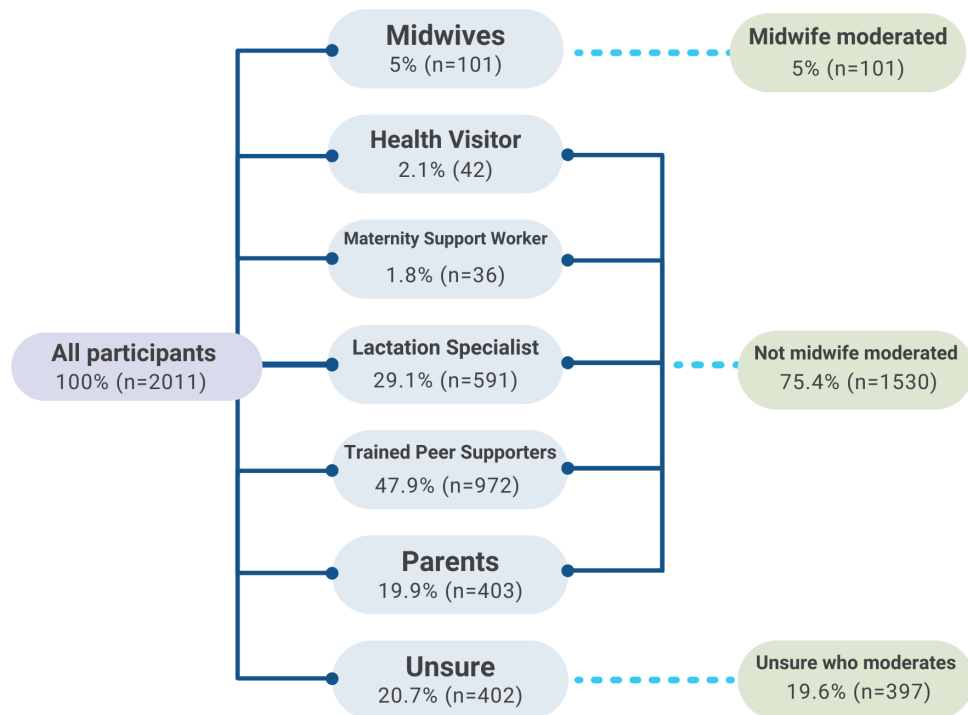 Midwives
5% (n=101)
Midwife moderated
5% (n=101)
Health Visitor
2.1% (42)
Maternity Support Worker
1.8% (n=36)
All participants
100% (n=2011)
Lactation Specialist
29.1% (n=591)
Not midwife moderated
75.4% (n=1530)
Trained Peer Supporters
47.9% (n=972)
Parents
19.9% (n=403)
Unsure
20.7% (n=402)
Unsure who moderates
19.6% (n=397)